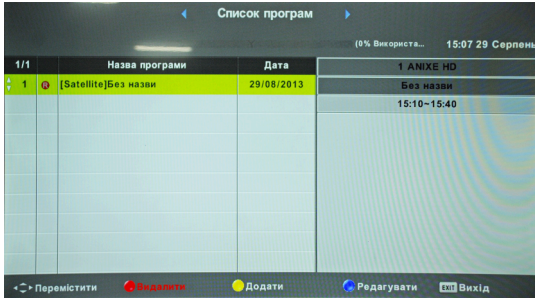 Список програм
(0% Використа... 15:07 29 Серпень
1/1 Назва програми Дата 1 ANIXE HD
1 R [Satellite]Без назви 29/08/2013 Без назви
15:10~15:40
Перемістити Видалити Додати Редагувати EXIT Вихід